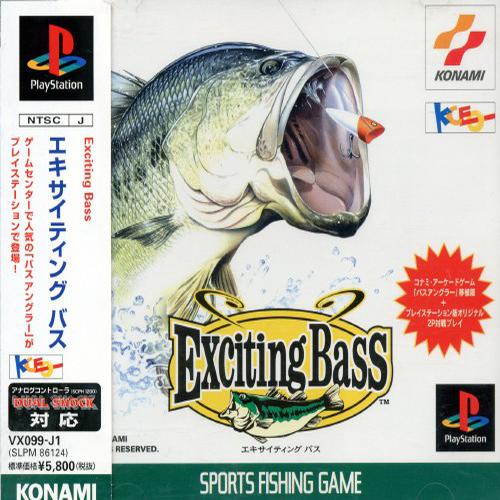 PlayStation
NTSC J
Exciting Bass
エキサイティング バス
ゲームセンターで人気の「バス アングラー」が
プレイステーションで登場!
KCEO
アナログコントローラ(SCPH 1200)
DUAL SHOCK
対応
VX099-J1
(SLPM 86124)
標準価格¥5,800(税抜)
KONAMI
KONAMI
KCEO
コナミ・アーケードゲーム
「バスアングラー」移植版
+
プレイステーション版オリジナル
2P対戦プレイ
Exciting Bass
TM
エキサイティング バス
AMI
S RESERVED.
PlayStation
SPORTS FISHING GAME